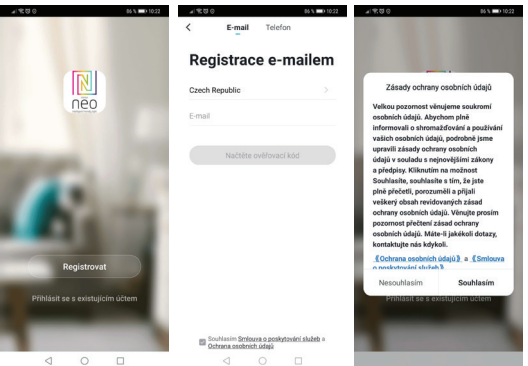 86 % 10:22
nēo
Registrovat
Přihlásit se s existujícím účtem
86 % 10:22
E-mail Telefon
Registrace e-mailem
Czech Republic
E-mail
Načtěte ověřovací kód
Souhlasím Smlouva o poskytování služeb a
Ochrana osobních údajů
86 % 10:22
Zásady ochrany osobních údajů
Velkou pozornost věnujeme soukromí
osobních údajů. Abychom plně
informovali o shromažďování a používání
vašich osobních údajů, podrobně jsme
upravili zásady ochrany osobních
údajů v souladu s nejnovějšími zákony
a předpisy. Kliknutím na možnost
Souhlasíte, souhlasíte s tím, že jste
plně přečetli, porozuměli a přijali
veškerý obsah revidovaných zásad
ochrany osobních údajů. Věnujte prosím
pozornost přečtení zásad ochrany
osobních údajů. Máte-li jakékoli dotazy,
kontaktujte nás kdykoli.
《Ochrana osobních údajů》 a 《Smlouva
o poskytování služeb》
Nesouhlasím Souhlasím
Přihlásit se s existujícím účtem